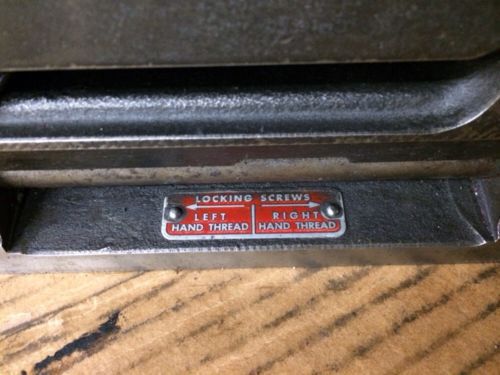 LOCKING SCREWS
LEFT RIGHT
HAND THREAD HAND THREAD